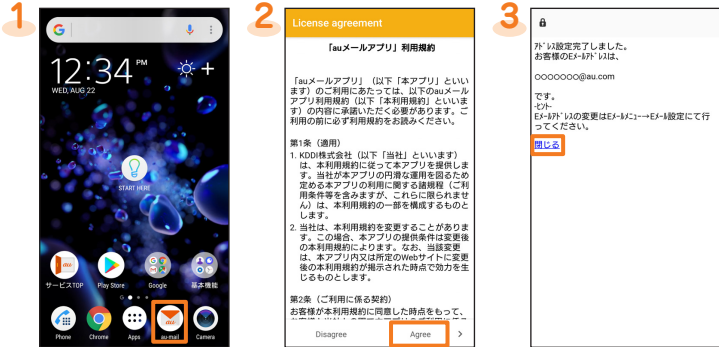 1
G
12:34 PM
WED, AUG 22
START HERE
au
サービスTOP
Play Store
Google
基本機能
Phone
Chrome
Apps
au
au mail
Camera
2
License agreement
「auメールアプリ」利用規約
「auメールアプリ」（以下「本アプリ」といい
ます）のご利用にあたっては、以下のauメール
アプリ利用規約（以下「本利用規約」といいま
す）の内容に承諾いただく必要があります。ご
利用の前に必ず利用規約をお読みください。
第1条（適用）
1. KDDI株式会社（以下「当社」といいます）
は、本利用規約に従って本アプリを提供しま
す。当社が本アプリの円滑な運用を図るため
定める本アプリの利用に関する諸規程（ご利
用条件等を含みますが、これらに限られませ
ん）は、本利用規約の一部を構成するものと
します。
2. 当社は、本利用規約を変更することがありま
す。この場合、本アプリの提供条件は変更後
の本利用規約によります。なお、当該変更
は、本アプリ内又は所定のWebサイトに変更
後の本利用規約が掲示された時点で効力を生
じるものとします。
第2条（ご利用に係る契約）
お客様が本利用規約に同意した時点をもって、
Disagree
Agree
3
ｱﾄﾞﾚｽ設定完了しました。
お客様のEﾒｰﾙｱﾄﾞﾚｽは、
ooooooo@au.com
です。
-ﾋﾝﾄ-
Eﾒｰﾙｱﾄﾞﾚｽの変更はEﾒｰﾙﾒﾆｭｰ→Eﾒｰﾙ設定にて行
ってください。
閉じる